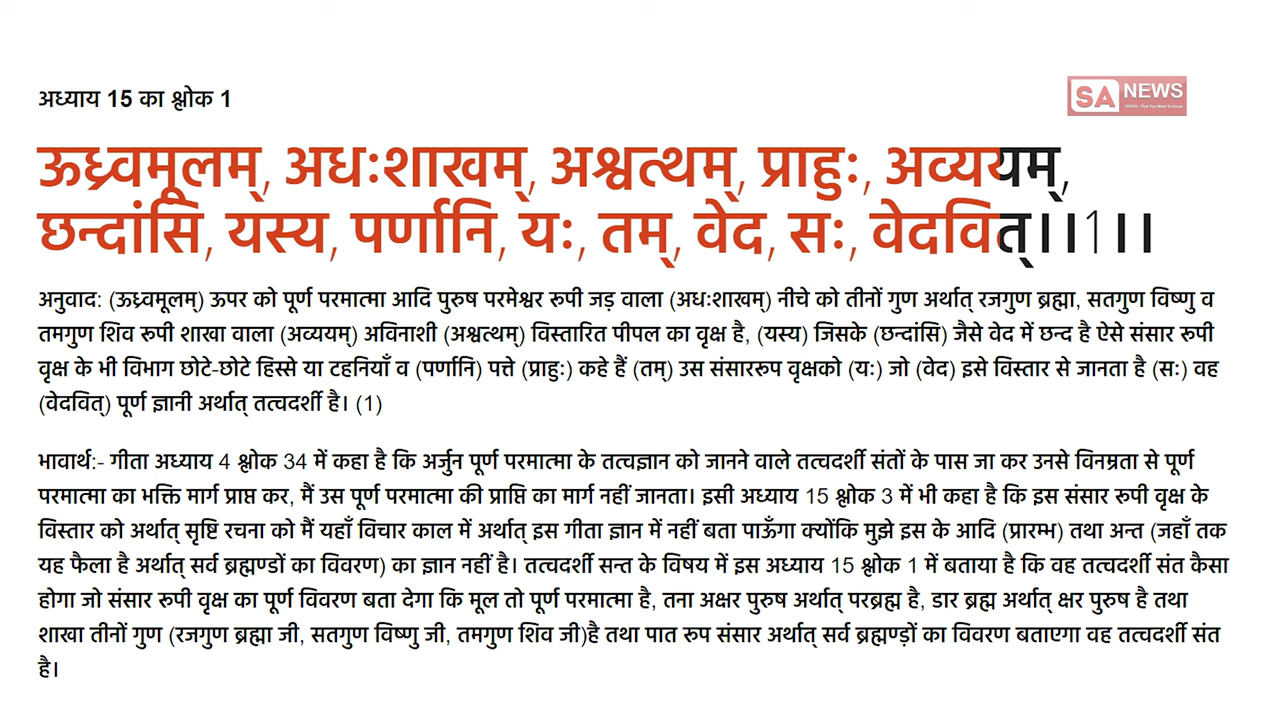 अध्याय 15 का श्लोक 1
SA NEWS
ऊर्ध्वमूलम्, अधःशाखम्, अश्वत्थम्, प्राहुः, अव्ययम्,
छन्दांसि, यस्य, पर्णानि, यः, तम्, वेद, सः, वेदवित्।।1।।
अनुवाद: (ऊर्ध्वमूलम्) ऊपर को पूर्ण परमात्मा आदि पुरुष परमेश्वर रूपी जड़ वाला (अधःशाखम्) नीचे को तीनों गुण अर्थात् रजगुण ब्रह्मा, सतगुण विष्णु व
तमगुण शिव रूपी शाखा वाला (अव्ययम्) अविनाशी (अश्वत्थम्) विस्तारित पीपल का वृक्ष है, (यस्य) जिसके (छन्दांसि) जैसे वेद में छन्द है ऐसे संसार रूपी
वृक्ष के भी विभाग छोटे-छोटे हिस्से या टहनियाँ व (पर्णानि) पत्ते (प्राहुः) कहे हैं (तम्) उस संसाररूप वृक्षको (यः) जो (वेद) इसे विस्तार से जानता है (सः) वह
(वेदवित्) पूर्ण ज्ञानी अर्थात् तत्वदर्शी है। (1)
भावार्थ:- गीता अध्याय 4 श्लोक 34 में कहा है कि अर्जुन पूर्ण परमात्मा के तत्वज्ञान को जानने वाले तत्वदर्शी संतों के पास जा कर उनसे विनम्रता से पूर्ण
परमात्मा का भक्ति मार्ग प्राप्त कर, मैं उस पूर्ण परमात्मा की प्राप्ति का मार्ग नहीं जानता। इसी अध्याय 15 श्लोक 3 में भी कहा है कि इस संसार रूपी वृक्ष के
विस्तार को अर्थात् सृष्टि रचना को मैं यहाँ विचार काल में अर्थात् इस गीता ज्ञान में नहीं बता पाऊँगा क्योंकि मुझे इस के आदि (प्रारम्भ) तथा अन्त (जहाँ तक
यह फैला है अर्थात् सर्व ब्रह्मण्डों का विवरण) का ज्ञान नहीं है। तत्वदर्शी सन्त के विषय में इस अध्याय 15 श्लोक 1 में बताया है कि वह तत्वदर्शी संत कैसा
होगा जो संसार रूपी वृक्ष का पूर्ण विवरण बता देगा कि मूल तो पूर्ण परमात्मा है, तना अक्षर पुरुष अर्थात् परब्रह्म है, डार ब्रह्म अर्थात् क्षर पुरुष है तथा
शाखा तीनों गुण (रजगुण ब्रह्मा जी, सतगुण विष्णु जी, तमगुण शिव जी)है तथा पात रूप संसार अर्थात् सर्व ब्रह्मण्ड़ों का विवरण बताएगा वह तत्वदर्शी संत
है।